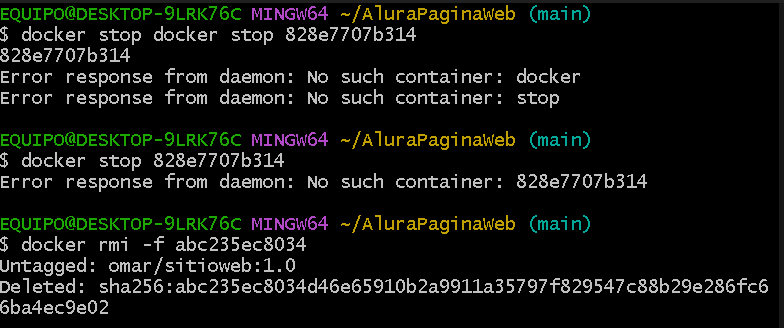 EQUIPO@DESKTOP-9LRK76C MINGW64 ~/AluraPaginaWeb (main)
$ docker stop docker stop 828e7707b314
828e7707b314
Error response from daemon: No such container: docker
Error response from daemon: No such container: stop
EQUIPO@DESKTOP-9LRK76C MINGW64 ~/AluraPaginaWeb (main)
$ docker stop 828e7707b314
Error response from daemon: No such container: 828e7707b314
EQUIPO@DESKTOP-9LRK76C MINGW64 ~/AluraPaginaWeb (main)
$ docker rmi -f abc235ec8034
Untagged: omar/sitioweb:1.0
Deleted: sha256:abc235ec8034d46e65910b2a9911a35797f829547c88b29e286fc6
6ba4ec9e02